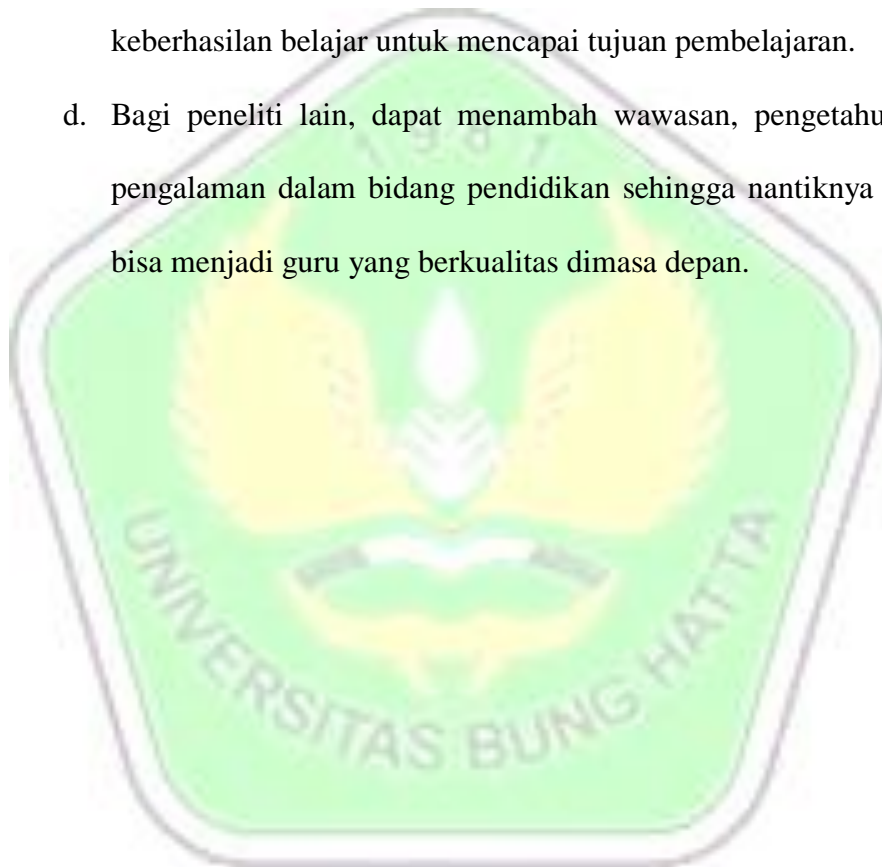 keberhasilan belajar untuk mencapai tujuan pembelajaran.
d. Bagi peneliti lain, dapat menambah wawasan, pengetahu
pengalaman dalam bidang pendidikan sehingga nantiknya
bisa menjadi guru yang berkualitas dimasa depan.
1981
UNIVERSITAS BUNG HATTA